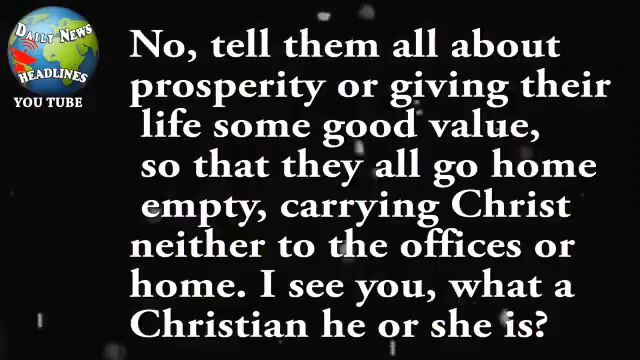 DAILY NEWS
HEADLINES
YOU TUBE
No, tell them all about
prosperity or giving their
life some good value,
so that they all go home
empty, carrying Christ
neither to the offices or
home. I see you, what a
Christian he or she is?